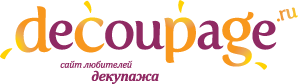 decoupage.ru
сайт любителей
декупажа